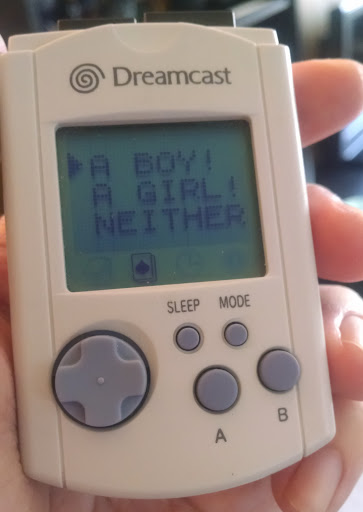 Dreamcast
A BOY!
A GIRL!
NEITHER
SLEEP MODE
A
B